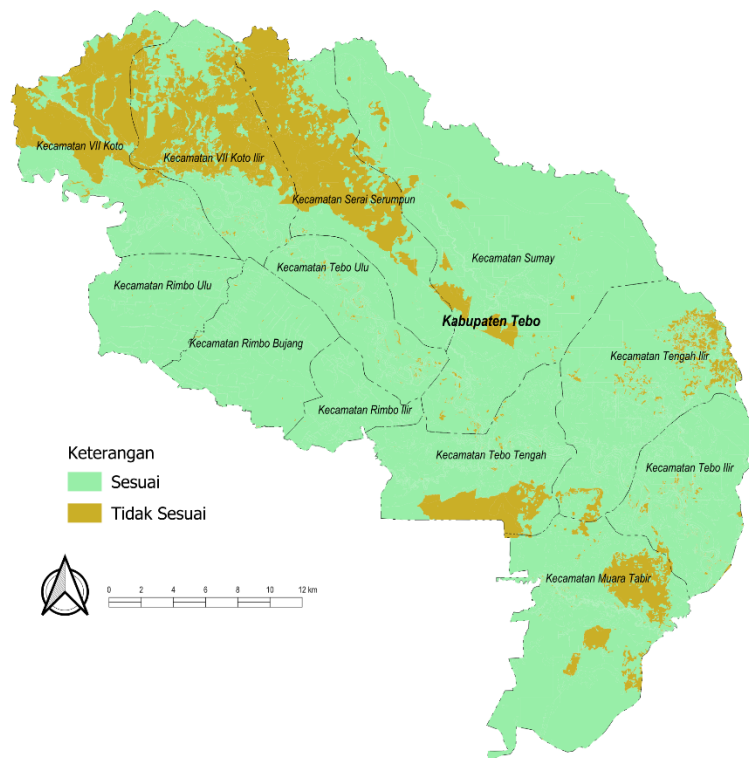 Kecamatan VII Koto
Kecamatan VII Koto Ilir
Kecamatan Serai Serumpun
Kecamatan Sumay
Kecamatan Tebo Ulu
Kecamatan Rimbo Ulu
Kabupaten Tebo
Kecamatan Rimbo Bujang
Kecamatan Tengah Ilir
Kecamatan Rimbo Ilir
Kecamatan Tebo Tengah
Kecamatan Tebo Ilir
Kecamatan Muara Tabir
Keterangan
Sesuai
Tidak Sesuai
0 2 4 6 8 10 12 km